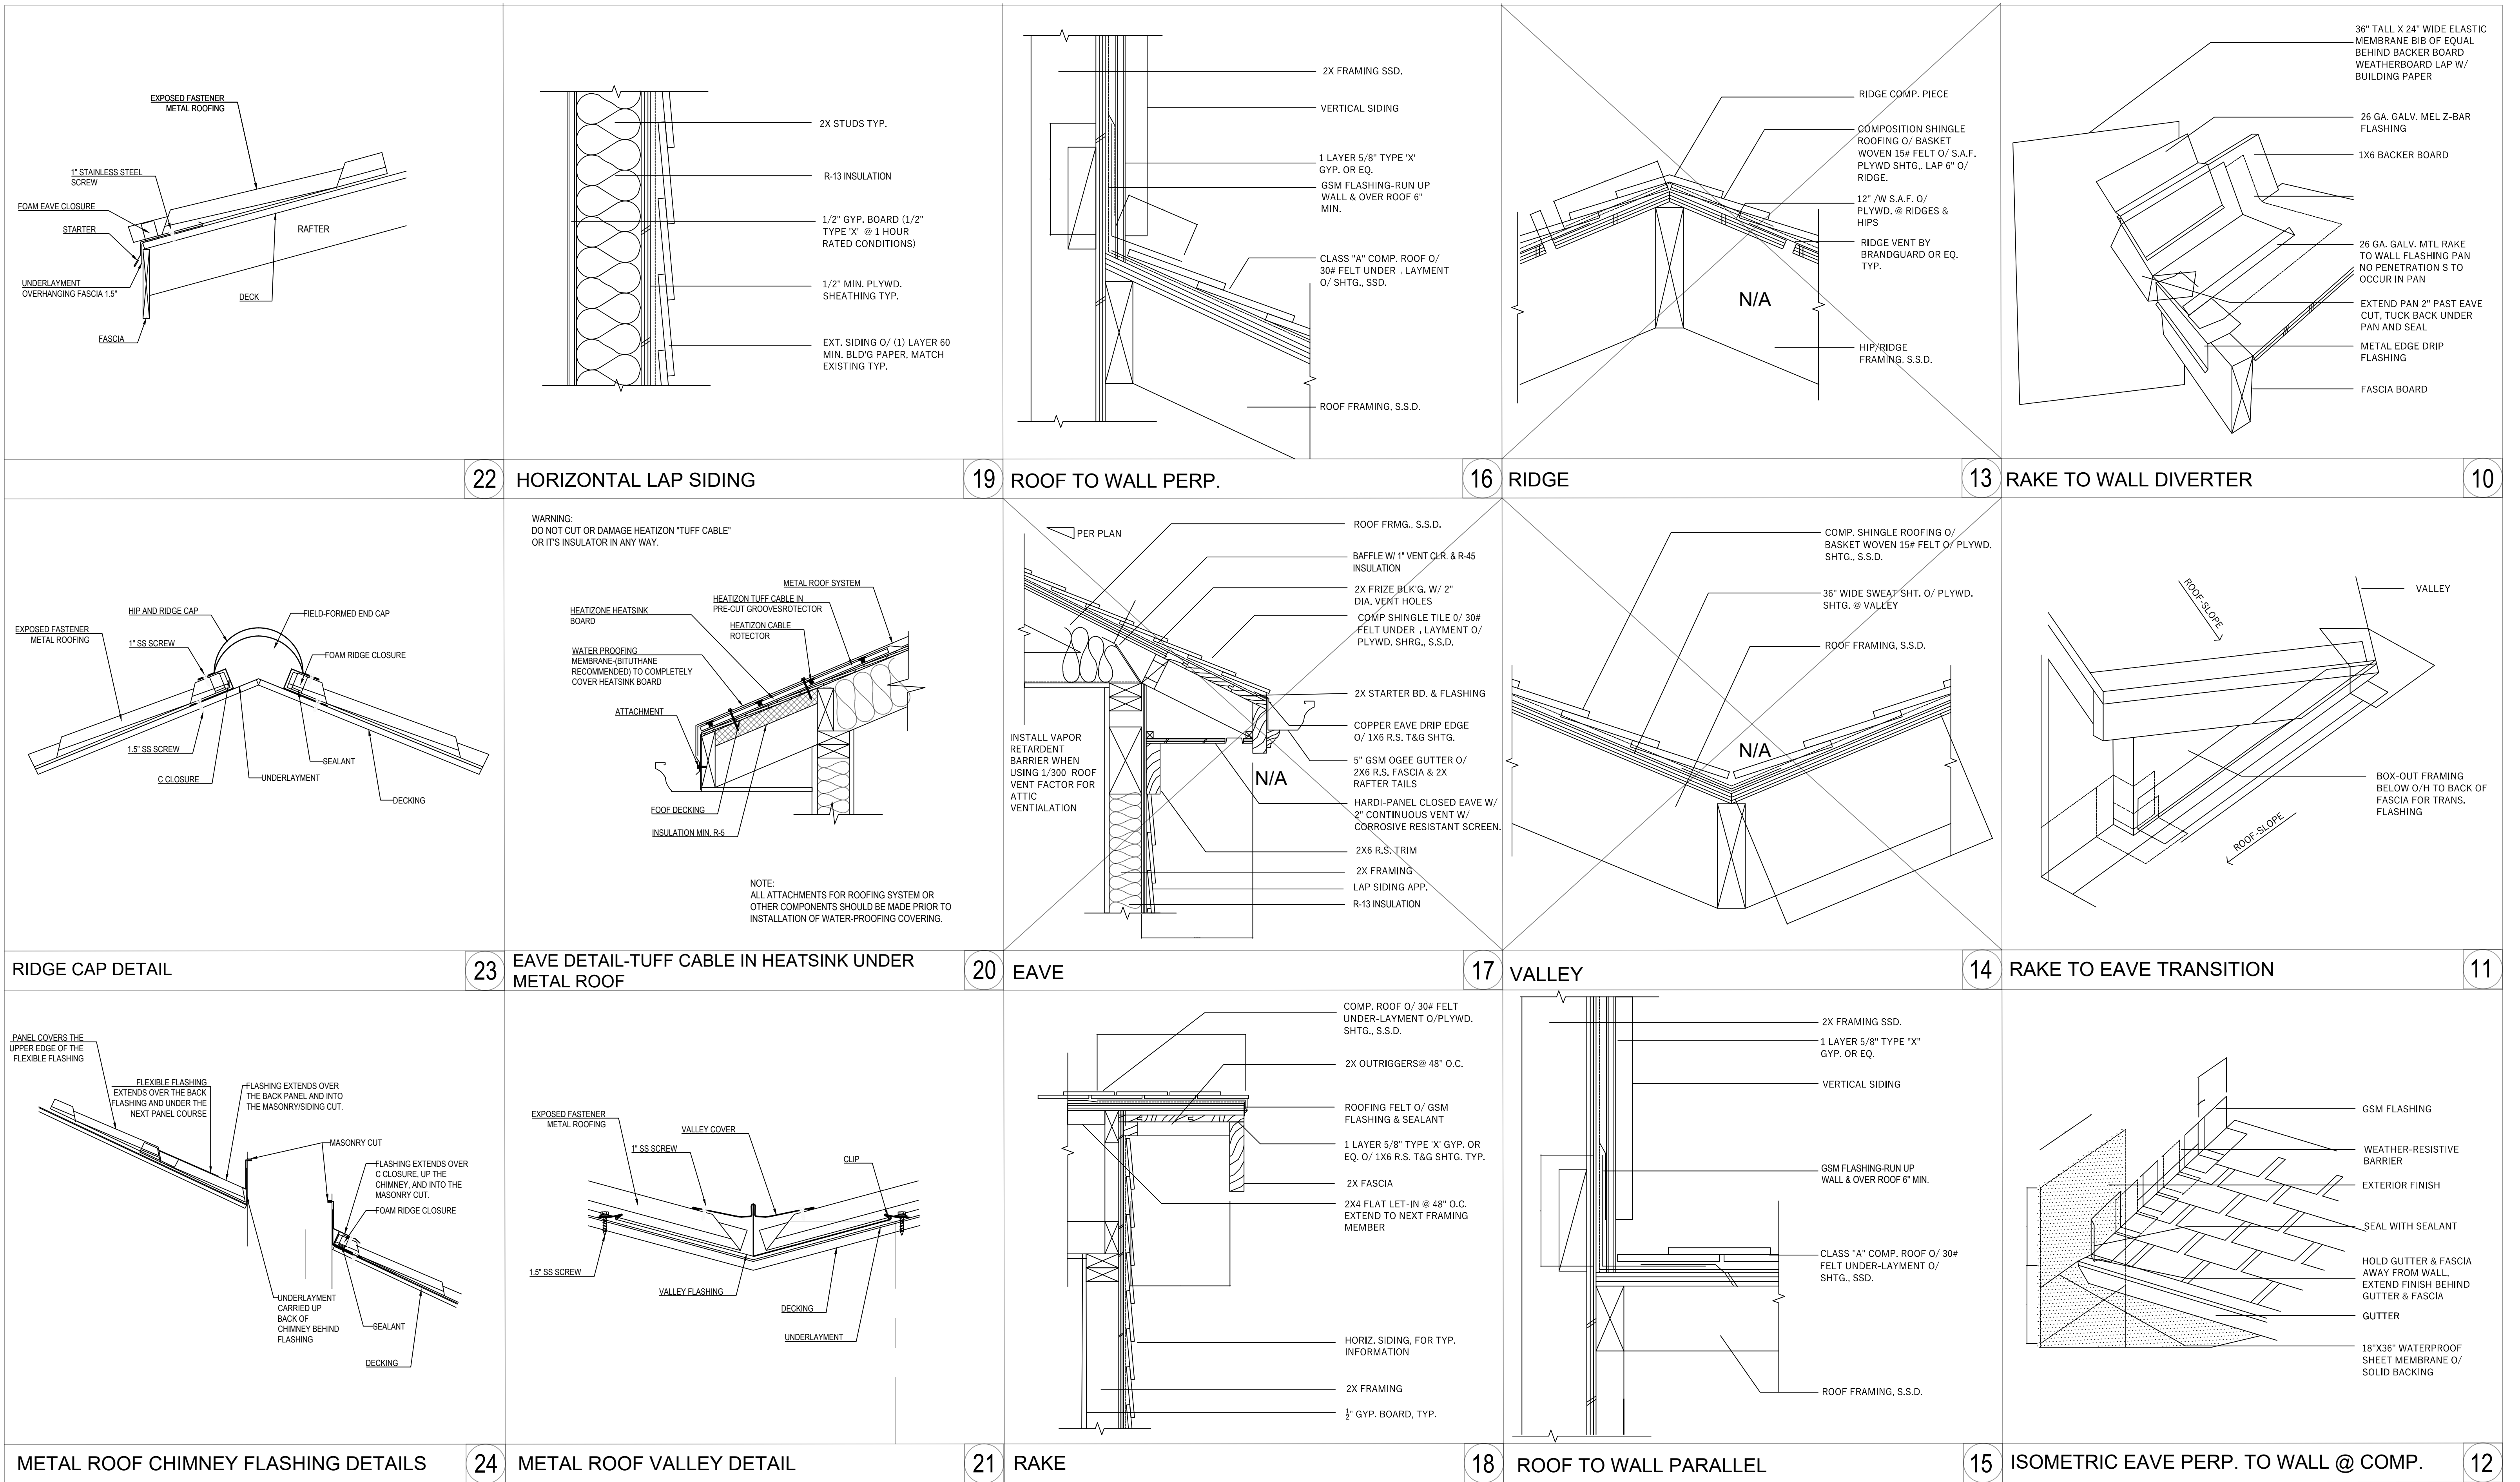 EXPOSED FASTENER
METAL ROOFING
1" STAINLESS STEEL
SCREW
FOAM EAVE CLOSURE
STARTER
RAFTER
UNDERLAYMENT
OVERHANGING FASCIA 1.5"
DECK
FASCIA
22
2X STUDS TYP.
R-13 INSULATION
1/2" GYP. BOARD (1/2"
TYPE 'X' @ 1 HOUR
RATED CONDITIONS)
1/2" MIN. PLYWD.
SHEATHING TYP.
EXT. SIDING O/ (1) LAYER 60
MIN. BLD'G PAPER, MATCH
EXISTING TYP.
HORIZONTAL LAP SIDING
19
2X FRAMING SSD.
VERTICAL SIDING
1 LAYER 5/8" TYPE 'X'
GYP. OR EQ.
GSM FLASHING-RUN UP
WALL & OVER ROOF 6"
MIN.
CLASS "A" COMP. ROOF O/
30# FELT UNDER , LAYMENT
O/ SHTG., SSD.
ROOF FRAMING, S.S.D.
ROOF TO WALL PERP.
16
RIDGE COMP. PIECE
COMPOSITION SHINGLE
ROOFING O/ BASKET
WOVEN 15# FELT O/ S.A.F.
PLYWD SHTG,. LAP 6" O/
RIDGE.
12" /W S.A.F. O/
PLYWD. @ RIDGES &
HIPS
RIDGE VENT BY
BRANDGUARD OR EQ.
TYP.
N/A
HIP/RIDGE
FRAMING, S.S.D.
RIDGE
13
36" TALL X 24" WIDE ELASTIC
MEMBRANE BIB OF EQUAL
BEHIND BACKER BOARD
WEATHERBOARD LAP W/
BUILDING PAPER
26 GA. GALV. MEL Z-BAR
FLASHING
1X6 BACKER BOARD
26 GA. GALV. MTL RAKE
TO WALL FLASHING PAN
NO PENETRATION S TO
OCCUR IN PAN
EXTEND PAN 2" PAST EAVE
CUT, TUCK BACK UNDER
PAN AND SEAL
METAL EDGE DRIP
FLASHING
FASCIA BOARD
RAKE TO WALL DIVERTER
10
HIP AND RIDGE CAP
FIELD-FORMED END CAP
EXPOSED FASTENER
METAL ROOFING
1" SS SCREW
FOAM RIDGE CLOSURE
1.5" SS SCREW
SEALANT
C CLOSURE
UNDERLAYMENT
DECKING
RIDGE CAP DETAIL
23
WARNING:
DO NOT CUT OR DAMAGE HEATIZON "TUFF CABLE"
OR IT'S INSULATOR IN ANY WAY.
METAL ROOF SYSTEM
HEATIZON TUFF CABLE IN
PRE-CUT GROOVESROTECTOR
HEATIZONE HEATSINK
BOARD
HEATIZON CABLE
ROTECTOR
WATER PROOFING
MEMBRANE-(BITUTHANE
RECOMMENDED) TO COMPLETELY
COVER HEATSINK BOARD
ATTACHMENT
FOOF DECKING
INSULATION MIN. R-5
NOTE:
ALL ATTACHMENTS FOR ROOFING SYSTEM OR
OTHER COMPONENTS SHOULD BE MADE PRIOR TO
INSTALLATION OF WATER-PROOFING COVERING.
EAVE DETAIL-TUFF CABLE IN HEATSINK UNDER
METAL ROOF
20
PER PLAN
ROOF FRMG., S.S.D.
BAFFLE W/ 1" VENT CLR. & R-45
INSULATION
2X FRIZE BLK'G. W/ 2"
DIA. VENT HOLES
COMP SHINGLE TILE 0/ 30#
FELT UNDER , LAYMENT O/
PLYWD. SHRG., S.S.D.
2X STARTER BD. & FLASHING
COPPER EAVE DRIP EDGE
O/ 1X6 R.S. T&G SHTG.
INSTALL VAPOR
RETARDENT
BARRIER WHEN
USING 1/300 ROOF
VENT FACTOR FOR
ATTIC
VENTIALATION
N/A
5" GSM OGEE GUTTER O/
2X6 R.S. FASCIA & 2X
RAFTER TAILS
HARDI-PANEL CLOSED EAVE W/
2" CONTINUOUS VENT W/
CORROSIVE RESISTANT SCREEN.
2X6 R.S. TRIM
2X FRAMING
LAP SIDING APP.
R-13 INSULATION
EAVE
17
COMP. SHINGLE ROOFING O/
BASKET WOVEN 15# FELT O/ PLYWD.
SHTG., S.S.D.
36" WIDE SWEAT SHT. O/ PLYWD.
SHTG. @ VALLEY
ROOF FRAMING, S.S.D.
N/A
VALLEY
14
ROOF-SLOPE
VALLEY
BOX-OUT FRAMING
BELOW O/H TO BACK OF
FASCIA FOR TRANS.
FLASHING
ROOF-SLOPE
RAKE TO EAVE TRANSITION
11
PANEL COVERS THE
UPPER EDGE OF THE
FLEXIBLE FLASHING
FLEXIBLE FLASHING
EXTENDS OVER THE BACK
FLASHING AND UNDER THE
NEXT PANEL COURSE
FLASHING EXTENDS OVER
THE BACK PANEL AND INTO
THE MASONRY/SIDING CUT.
MASONRY CUT
FLASHING EXTENDS OVER
C CLOSURE, UP THE
CHIMNEY, AND INTO THE
MASONRY CUT.
FOAM RIDGE CLOSURE
UNDERLAYMENT
CARRIED UP
BACK OF
CHIMNEY BEHIND
FLASHING
SEALANT
DECKING
METAL ROOF CHIMNEY FLASHING DETAILS
24
EXPOSED FASTENER
METAL ROOFING
VALLEY COVER
1" SS SCREW
CLIP
1.5" SS SCREW
VALLEY FLASHING
DECKING
UNDERLAYMENT
METAL ROOF VALLEY DETAIL
21
COMP. ROOF O/ 30# FELT
UNDER-LAYMENT O/PLYWD.
SHTG., S.S.D.
2X OUTRIGGERS@ 48" O.C.
ROOFING FELT O/ GSM
FLASHING & SEALANT
1 LAYER 5/8" TYPE 'X' GYP. OR
EQ. O/ 1X6 R.S. T&G SHTG. TYP.
2X FASCIA
2X4 FLAT LET-IN @ 48" O.C.
EXTEND TO NEXT FRAMING
MEMBER
HORIZ. SIDING, FOR TYP.
INFORMATION
2X FRAMING
½" GYP. BOARD, TYP.
RAKE
18
2X FRAMING SSD.
1 LAYER 5/8" TYPE "X"
GYP. OR EQ.
VERTICAL SIDING
GSM FLASHING-RUN UP
WALL & OVER ROOF 6" MIN.
CLASS "A" COMP. ROOF O/ 30#
FELT UNDER-LAYMENT O/
SHTG., SSD.
ROOF FRAMING, S.S.D.
ROOF TO WALL PARALLEL
15
GSM FLASHING
WEATHER-RESISTIVE
BARRIER
EXTERIOR FINISH
SEAL WITH SEALANT
HOLD GUTTER & FASCIA
AWAY FROM WALL,
EXTEND FINISH BEHIND
GUTTER & FASCIA
GUTTER
18"X36" WATERPROOF
SHEET MEMBRANE O/
SOLID BACKING
ISOMETRIC EAVE PERP. TO WALL @ COMP.
12